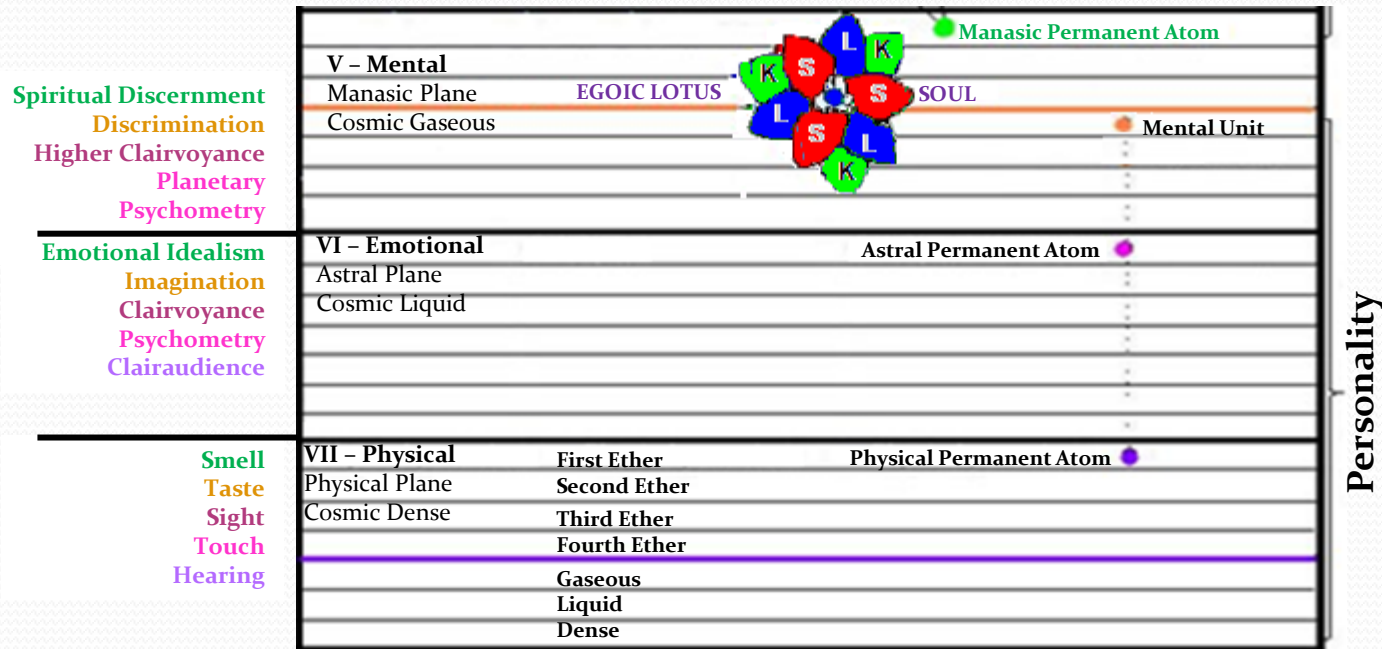 Manasic Permanent Atom
L
K
S
K
V – Mental
Manasic Plane
Cosmic Gaseous
EGOIC LOTUS
S
SOUL
L
S
L
K
Mental Unit
Spiritual Discernment
Discrimination
Higher Clairvoyance
Planetary
Psychometry
VI – Emotional
Astral Plane
Cosmic Liquid
Astral Permanent Atom
Emotional Idealism
Imagination
Clairvoyance
Psychometry
Clairaudience
VII – Physical
Physical Plane
Cosmic Dense
First Ether
Second Ether
Third Ether
Fourth Ether
Gaseous
Liquid
Dense
Physical Permanent Atom
Smell
Taste
Sight
Touch
Hearing
Personality